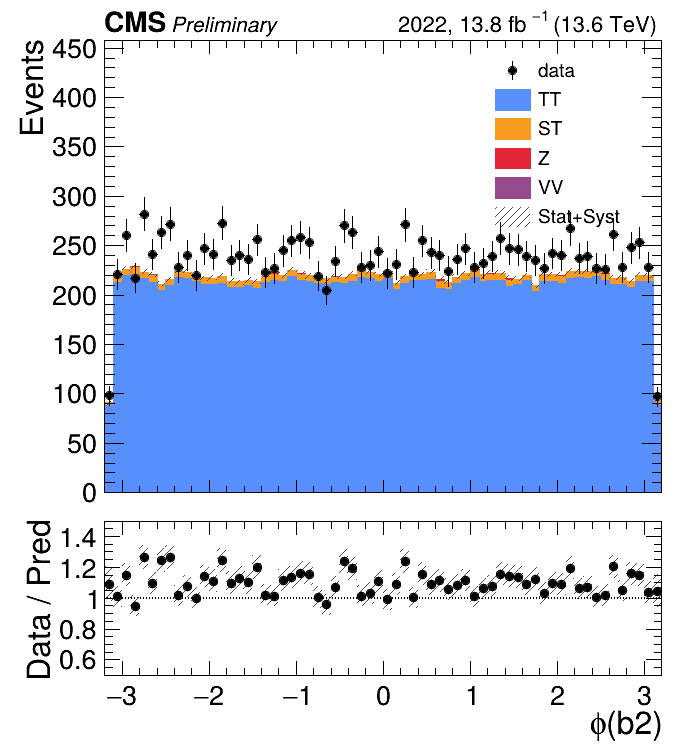 CMS Preliminary 2022, 13.8 fb⁻¹ (13.6 TeV)
Events
450
400
350
300
250
200
150
100
50
0
data
TT
ST
Z
VV
Stat+Syst
Data / Pred
1.4
1.2
1
0.8
0.6
−3 −2 −1 0 1 2 3
ϕ(b2)